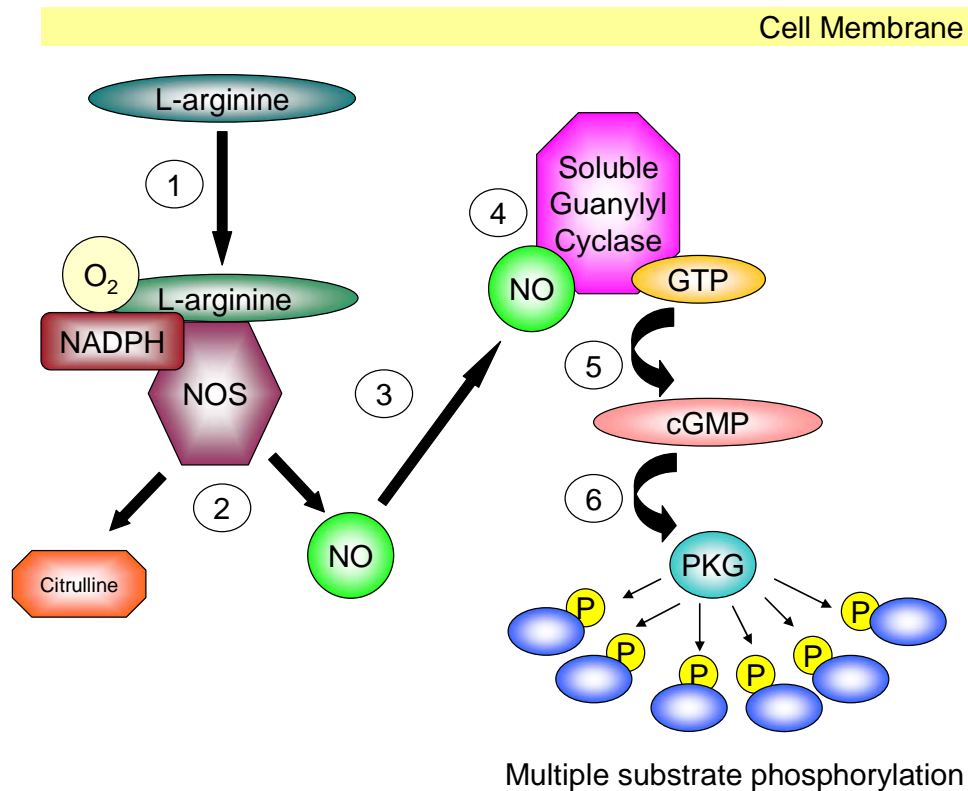 Cell Membrane
L-arginine
1
O2
L-arginine
NADPH
NOS
2
Citrulline
NO
3
4
Soluble
Guanylyl
Cyclase
NO
GTP
5
cGMP
6
PKG
P
P
P
P
P
P
Multiple substrate phosphorylation